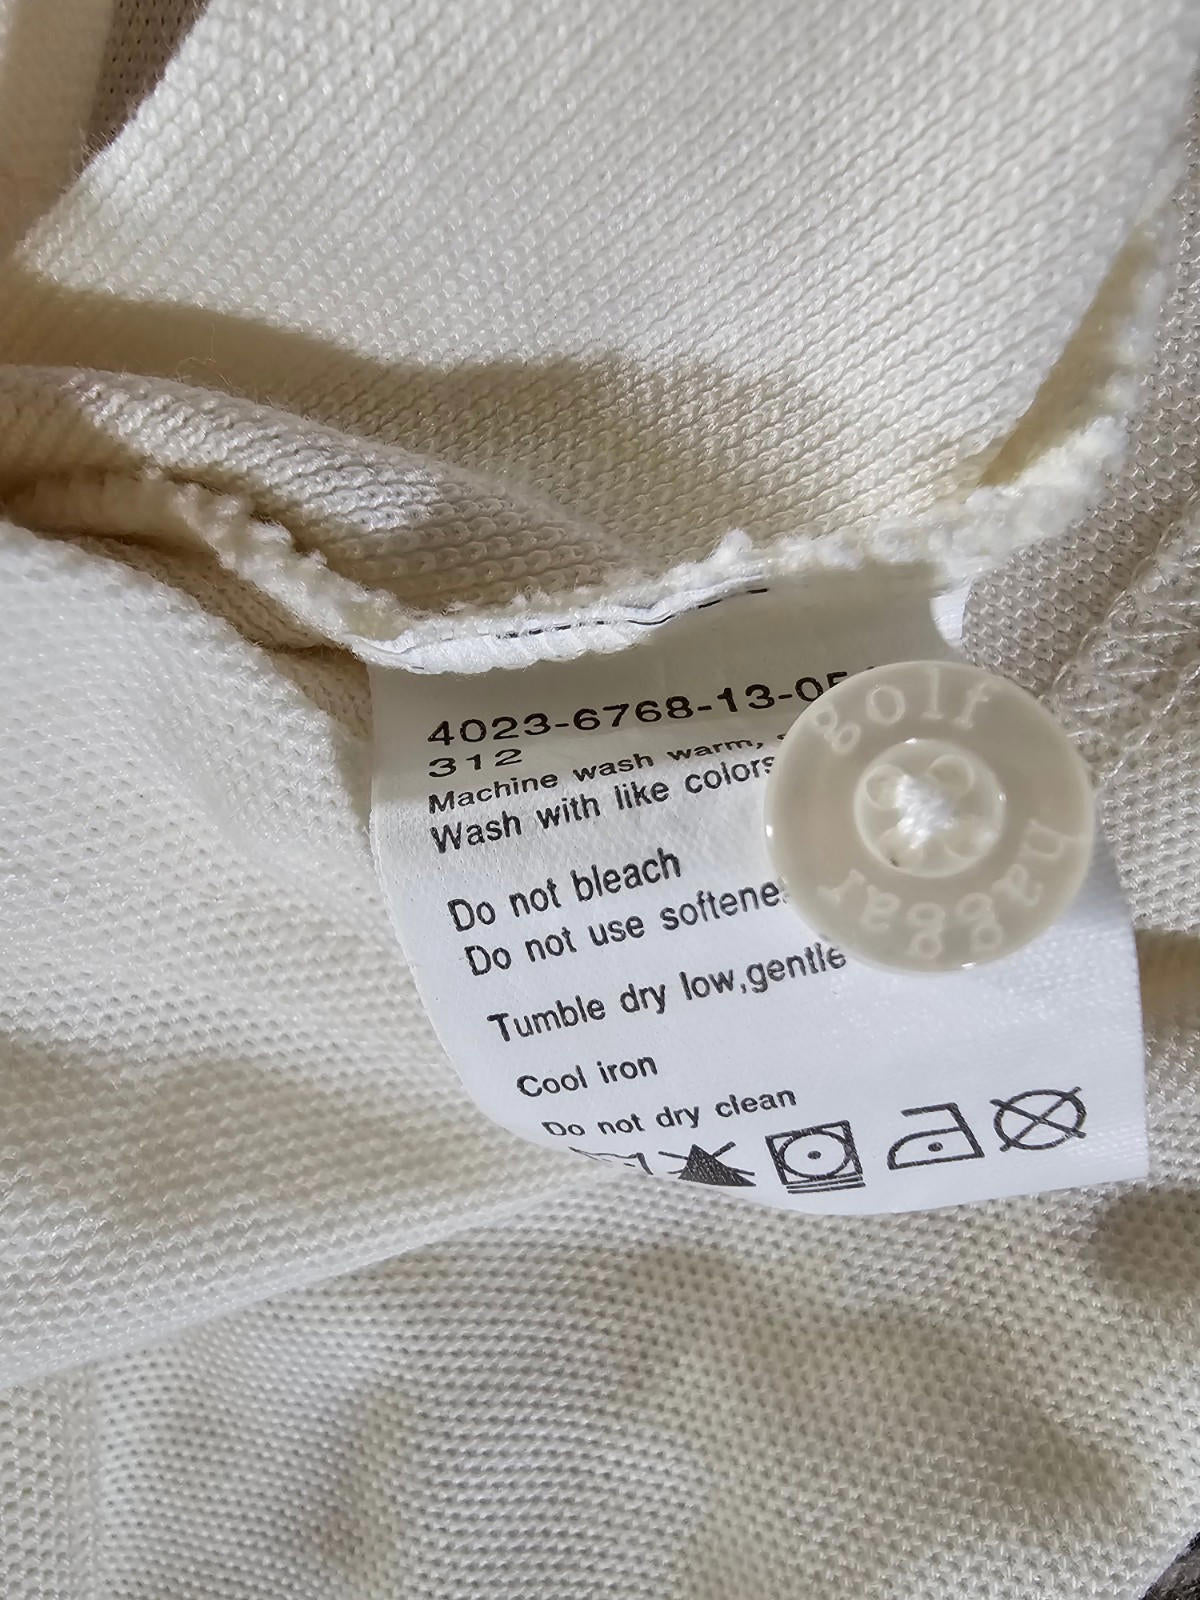 4023-6768-13-05
312
Machine wash warm,
Wash with like colors
Do not bleach
Do not use softene
Tumble dry low,gentle
Cool iron
Do not dry clean
golf
haggar